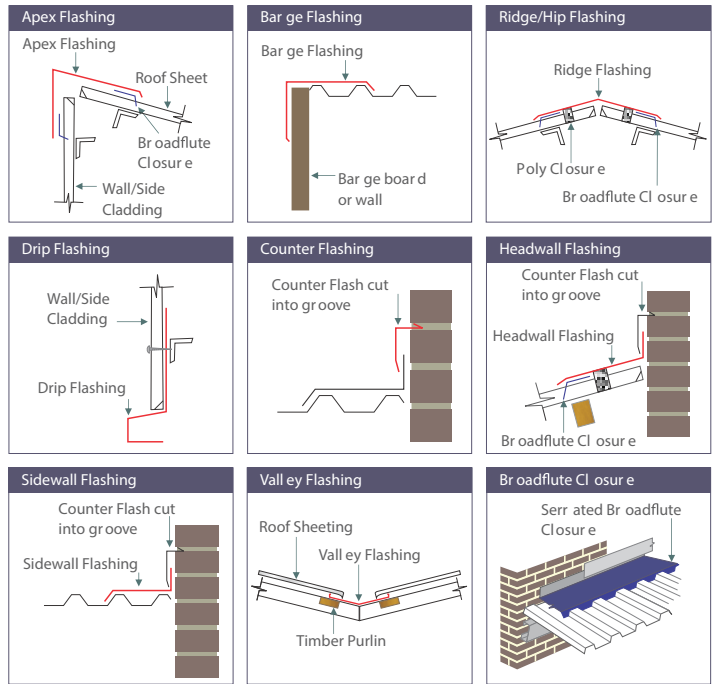 Apex Flashing
Apex Flashing
Roof Sheet
Br oadflute
Cl osur e
Wall/Side
Cladding
Bar ge Flashing
Bar ge Flashing
Bar ge boar d
or wall
Ridge/Hip Flashing
Ridge Flashing
Poly Cl osur e
Br oadflute Cl osur e
Drip Flashing
Wall/Side
Cladding
Drip Flashing
Counter Flashing
Counter Flash cut
into gr oove
Headwall Flashing
Counter Flash cut
into gr oove
Headwall Flashing
Br oadflute Cl osur e
Sidewall Flashing
Counter Flash cut
into gr oove
Sidewall Flashing
Vall ey Flashing
Roof Sheeting
Vall ey Flashing
Timber Purlin
Br oadflute Cl osur e
Serr ated Br oadflute
Cl osur e